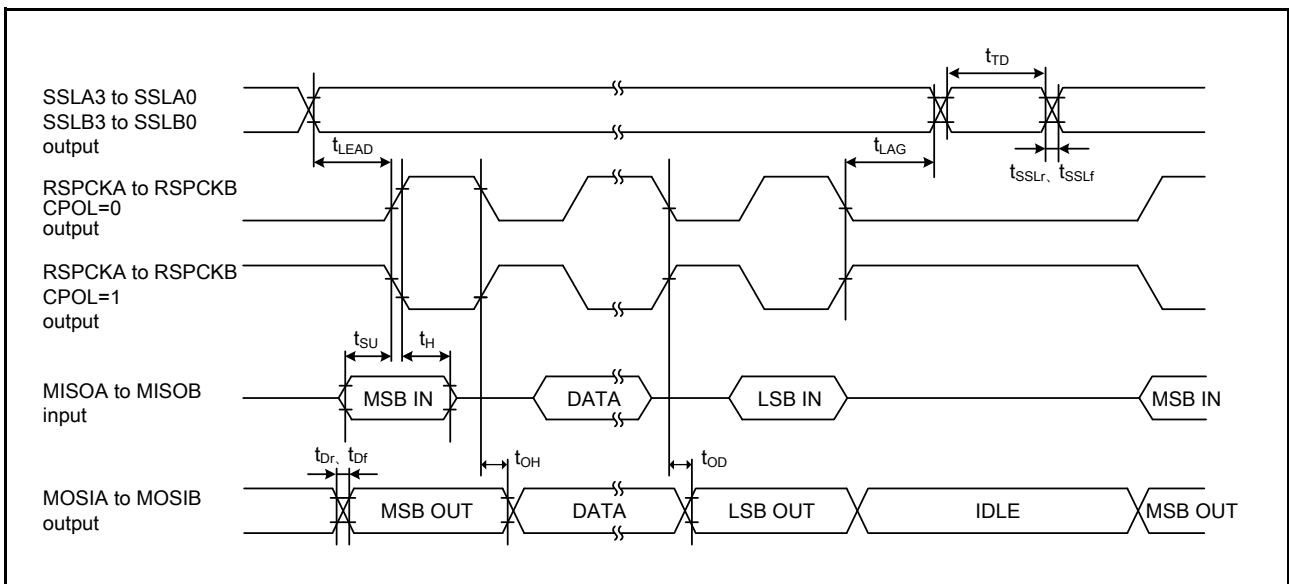 tTD
SSLA3 to SSLA0
SSLB3 to SSLB0
output
tLEAD
tLAG
tSSLr、tSSLf
RSPCKA to RSPCKB
CPOL=0
output
RSPCKA to RSPCKB
CPOL=1
output
tSU
tH
MISOA to MISOB
input
MSB IN
DATA
LSB IN
MSB IN
tDr、tDf
tOH
tOD
MOSIA to MOSIB
output
MSB OUT
DATA
LSB OUT
IDLE
MSB OUT